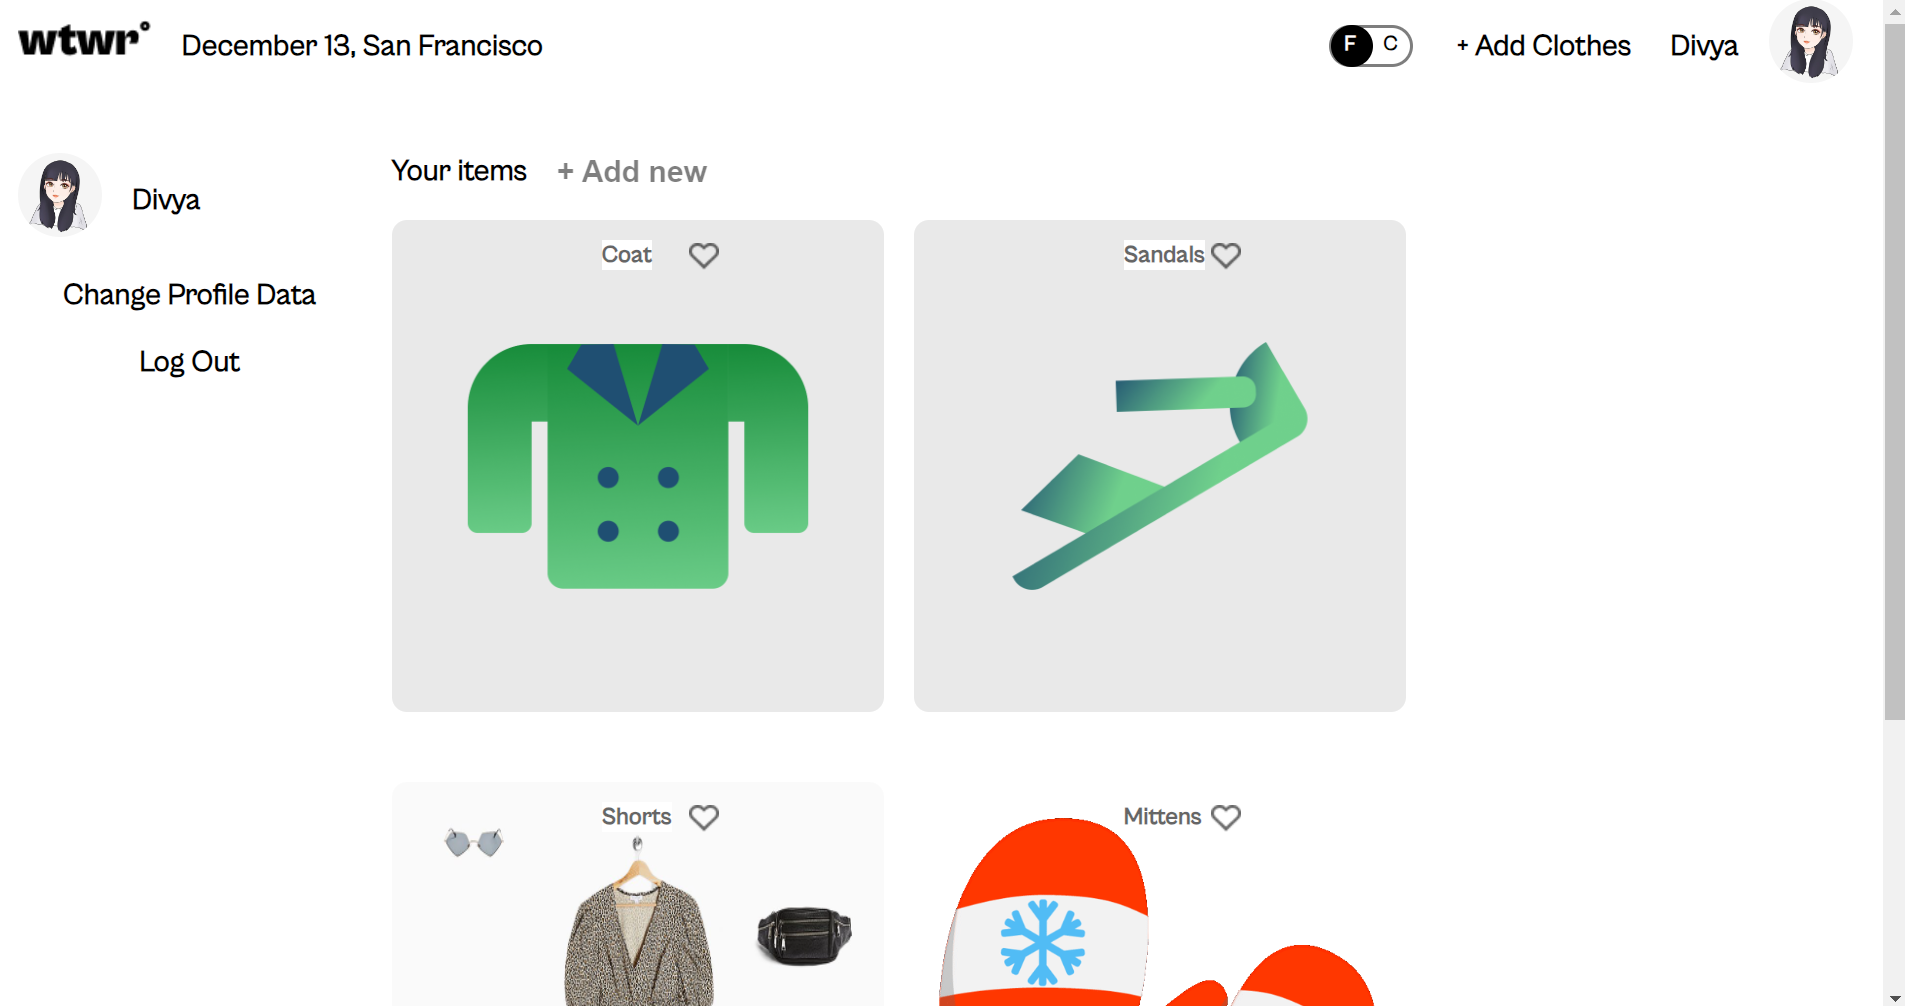 wtwr°
December 13, San Francisco
F C
+ Add Clothes
Divya
Divya
Change Profile Data
Log Out
Your items
+ Add new
Coat
Sandals
Shorts
Mittens